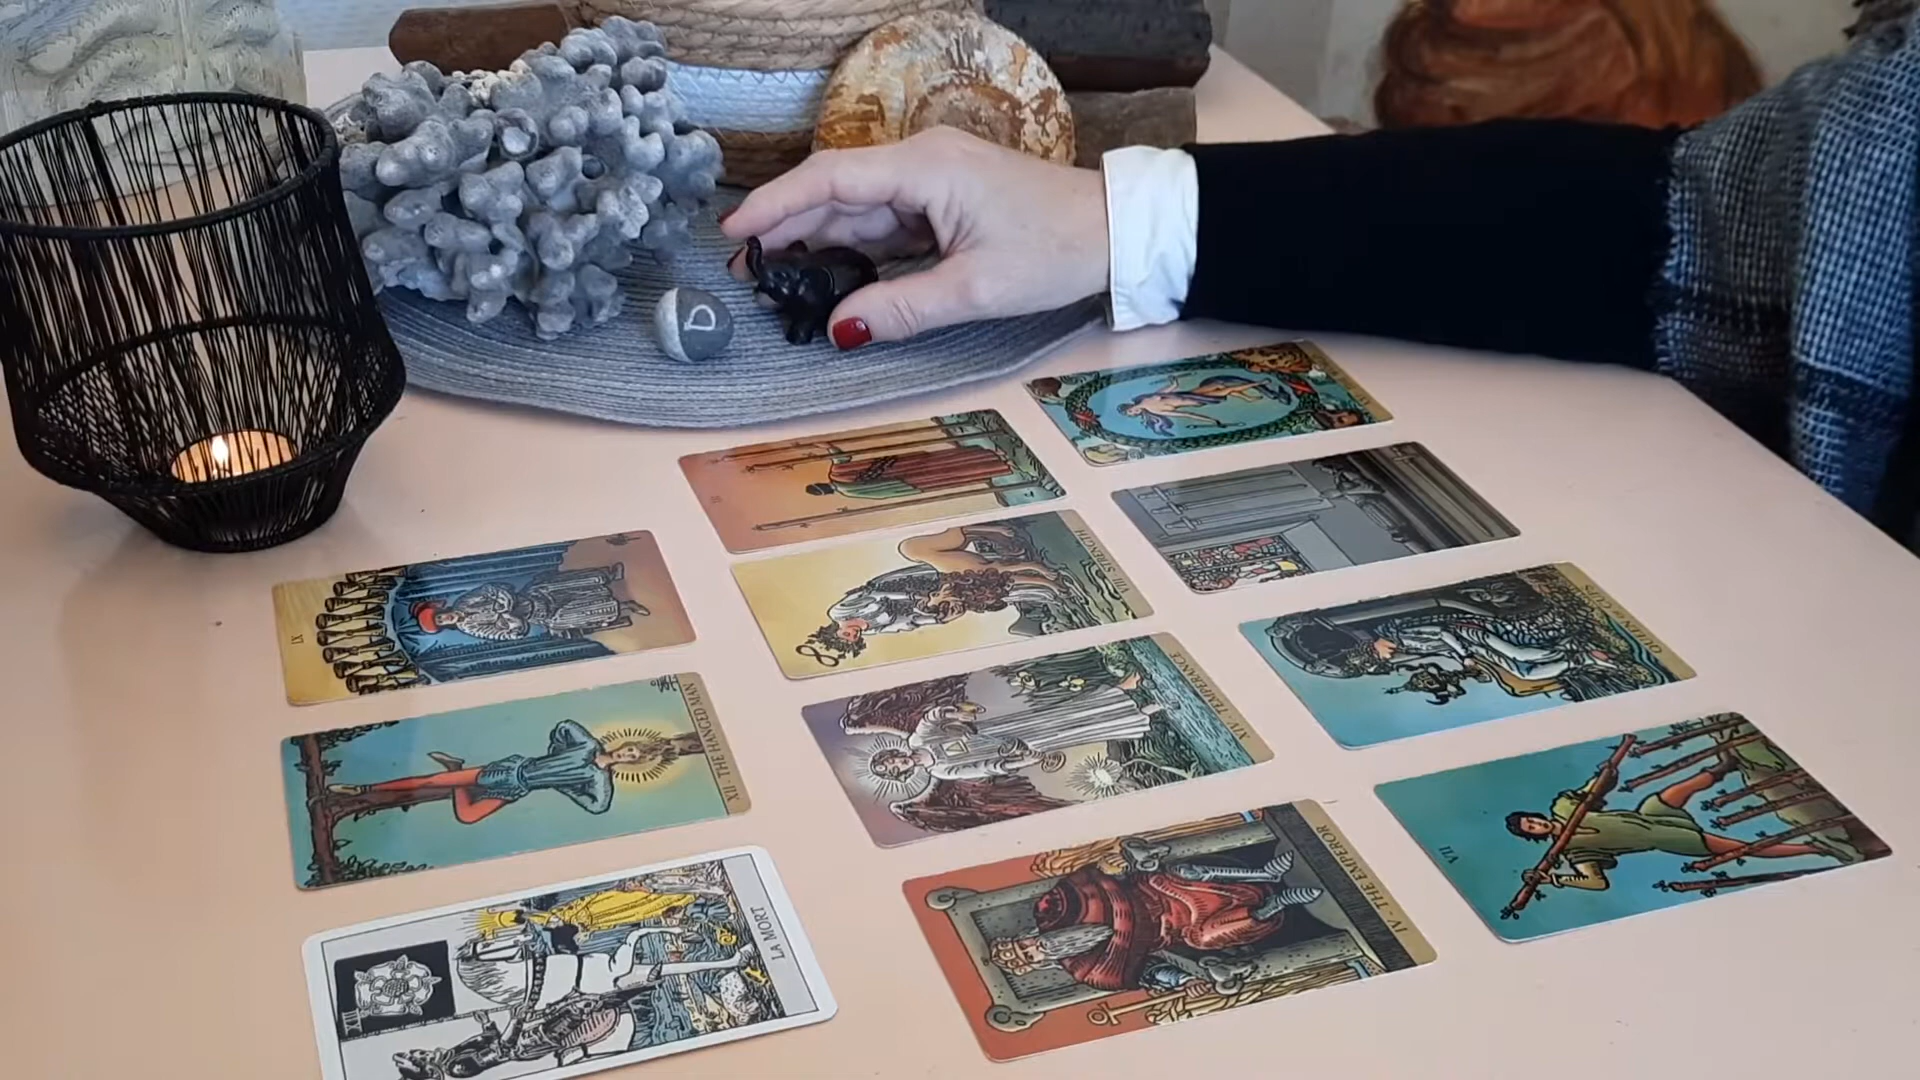 D
III
VIII · STRENGTH
IX
XII · THE HANGED MAN
XIV · TEMPERANCE
QUEEN OF CUPS
VII
IV · THE EMPEROR
XIII
LA MORT